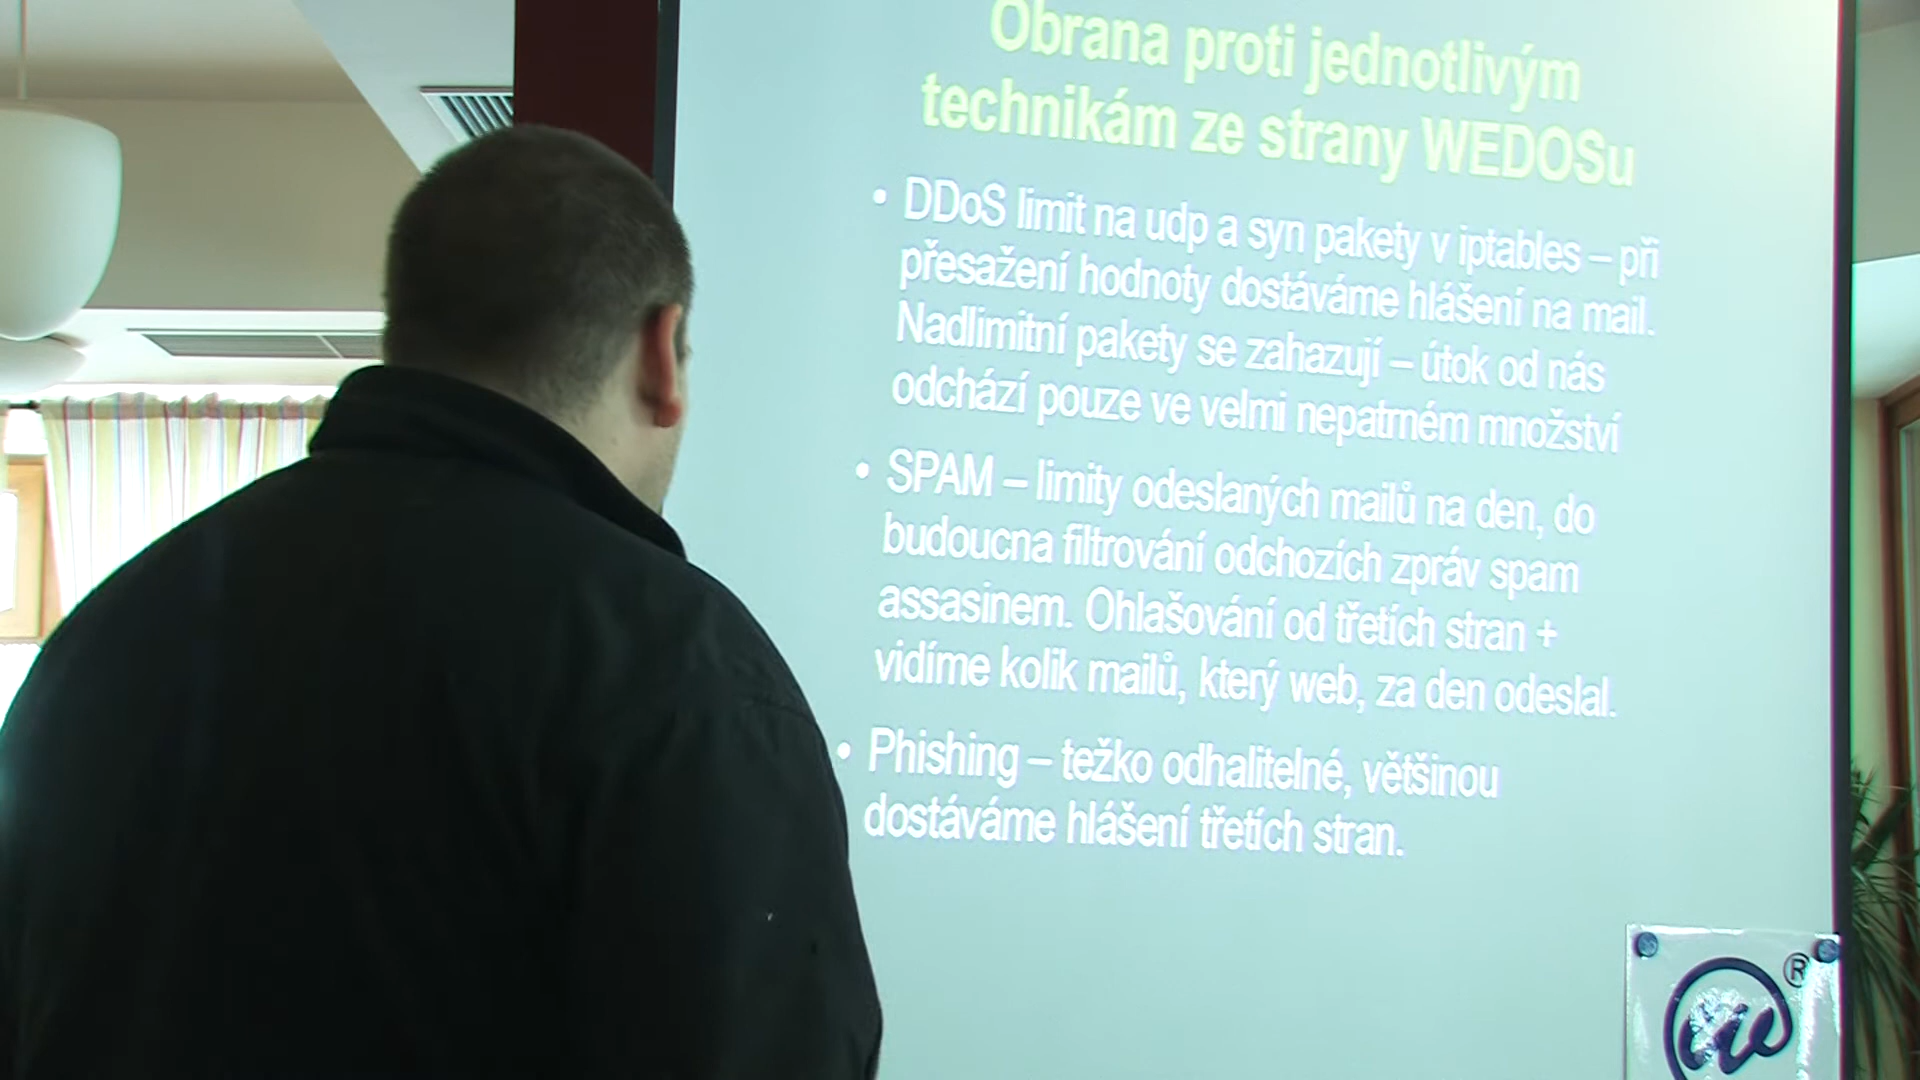 Obrana proti jednotlivým
technikám ze strany WEDOSu
• DDoS limit na udp a syn pakety v iptables – při
přesažení hodnoty dostáváme hlášení na mail.
Nadlimitní pakety se zahazují – útok od nás
odchází pouze ve velmi nepatrném množství
• SPAM – limity odeslaných mailů na den, do
budoucna filtrování odchozích zpráv spam
assasinem. Ohlašování od třetích stran +
vidíme kolik mailů, který web, za den odeslal.
• Phishing – težko odhalitelné, většinou
dostáváme hlášení třetích stran.
®